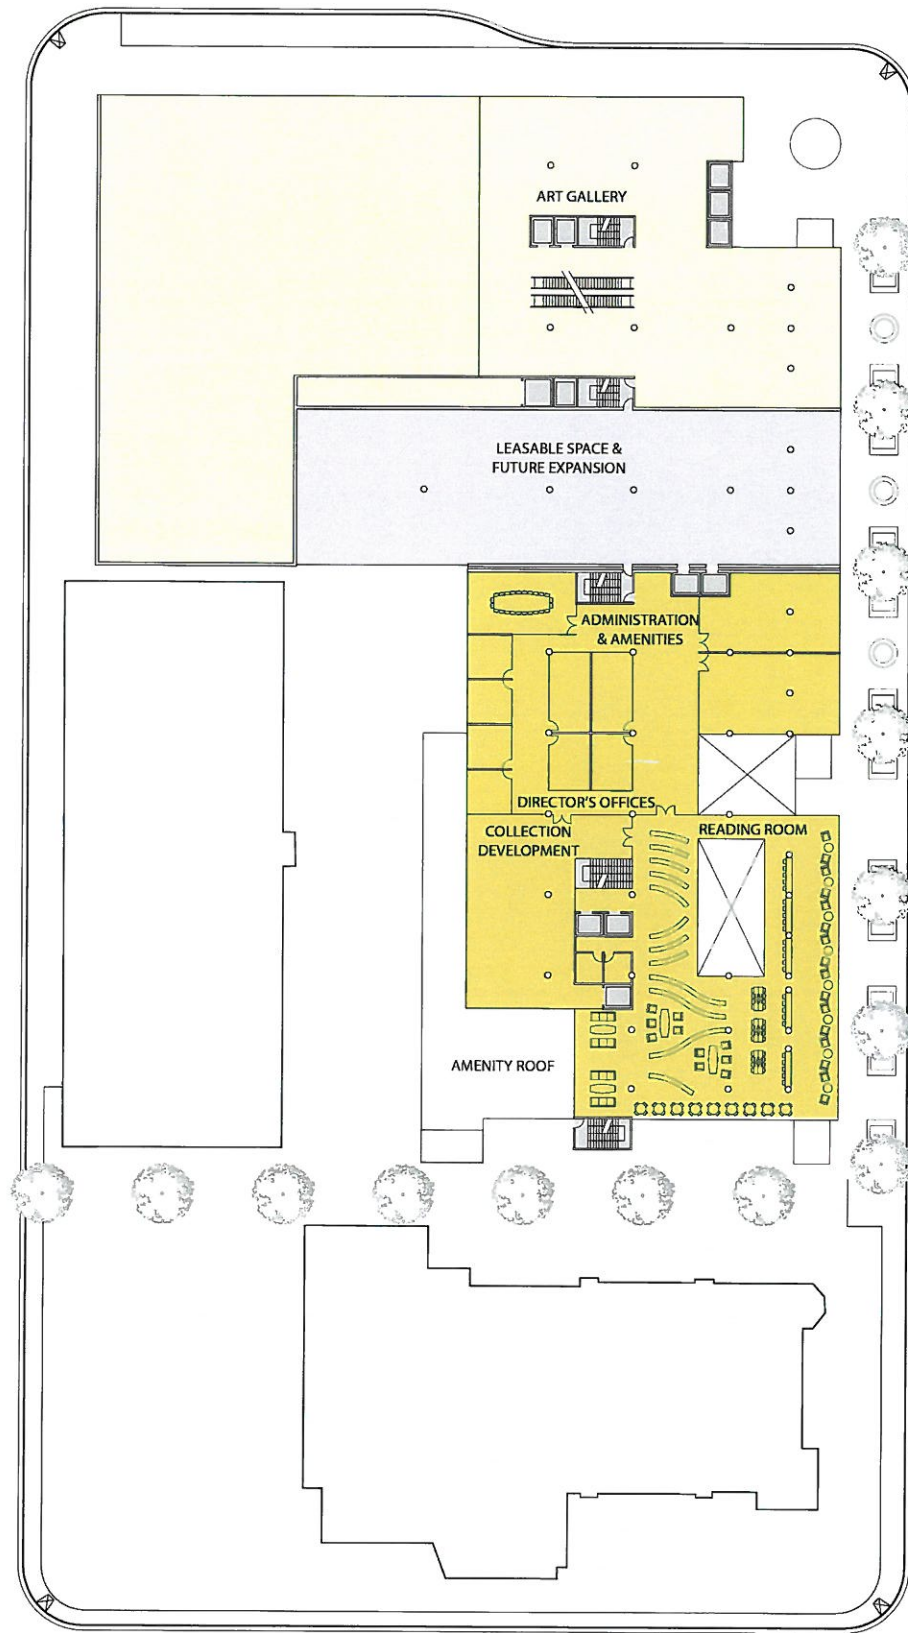 ART GALLERY
LEASABLE SPACE &
FUTURE EXPANSION
ADMINISTRATION
& AMENITIES
DIRECTOR'S OFFICES
COLLECTION
DEVELOPMENT
READING ROOM
AMENITY ROOF